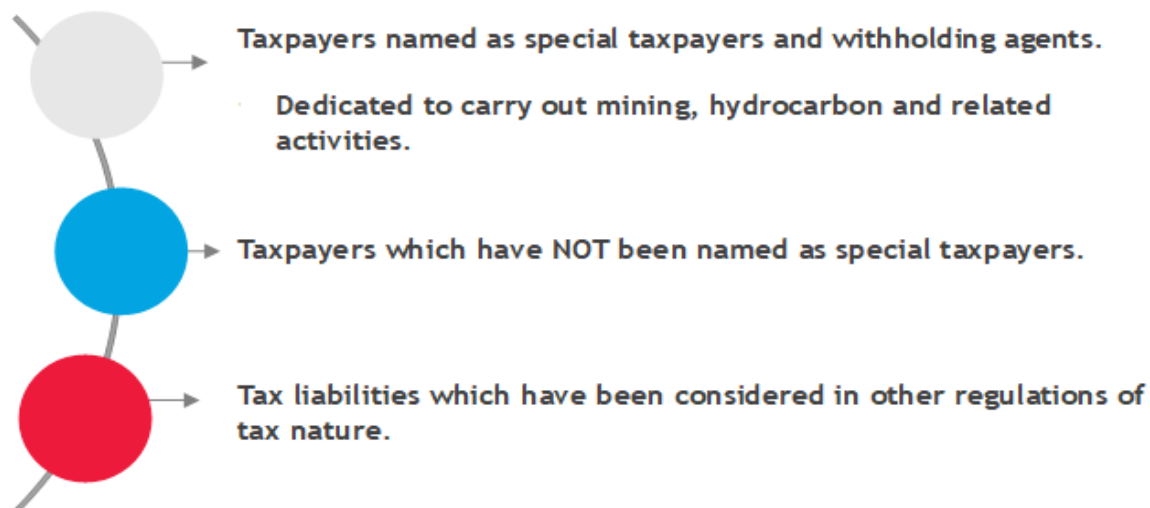 Taxpayers named as special taxpayers and withholding agents.
Dedicated to carry out mining, hydrocarbon and related
activities.
Taxpayers which have NOT been named as special taxpayers.
Tax liabilities which have been considered in other regulations of
tax nature.